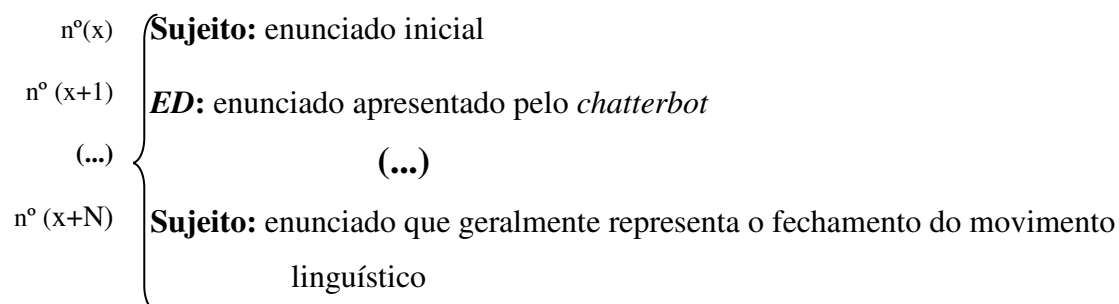 nº(x) Sujeito: enunciado inicial
nº (x+1) ED: enunciado apresentado pelo chatterbot
(...) (...)
nº (x+N) Sujeito: enunciado que geralmente representa o fechamento do movimento
linguístico